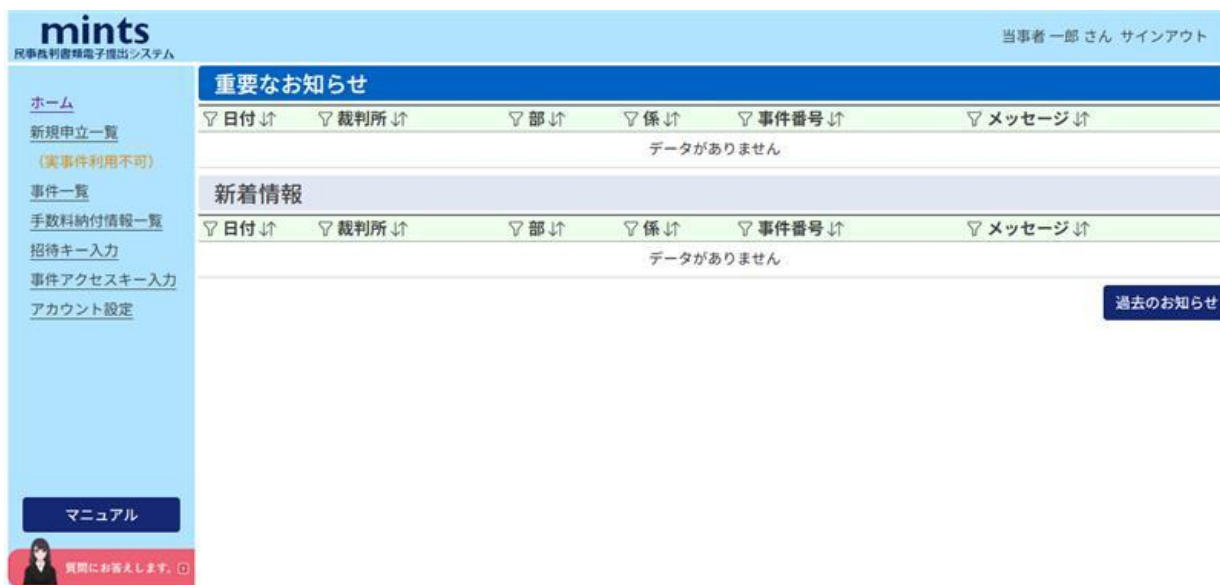 mints
民事裁判書類電子提出システム
当事者 一郎 さん サインアウト
ホーム
新規申立一覧
（実事件利用不可）
事件一覧
手数料納付情報一覧
招待キー入力
事件アクセスキー入力
アカウント設定
マニュアル
質問にお答えします。
重要なお知らせ
日付 裁判所 部 係 事件番号 メッセージ
データがありません
新着情報
日付 裁判所 部 係 事件番号 メッセージ
データがありません
過去のお知らせ